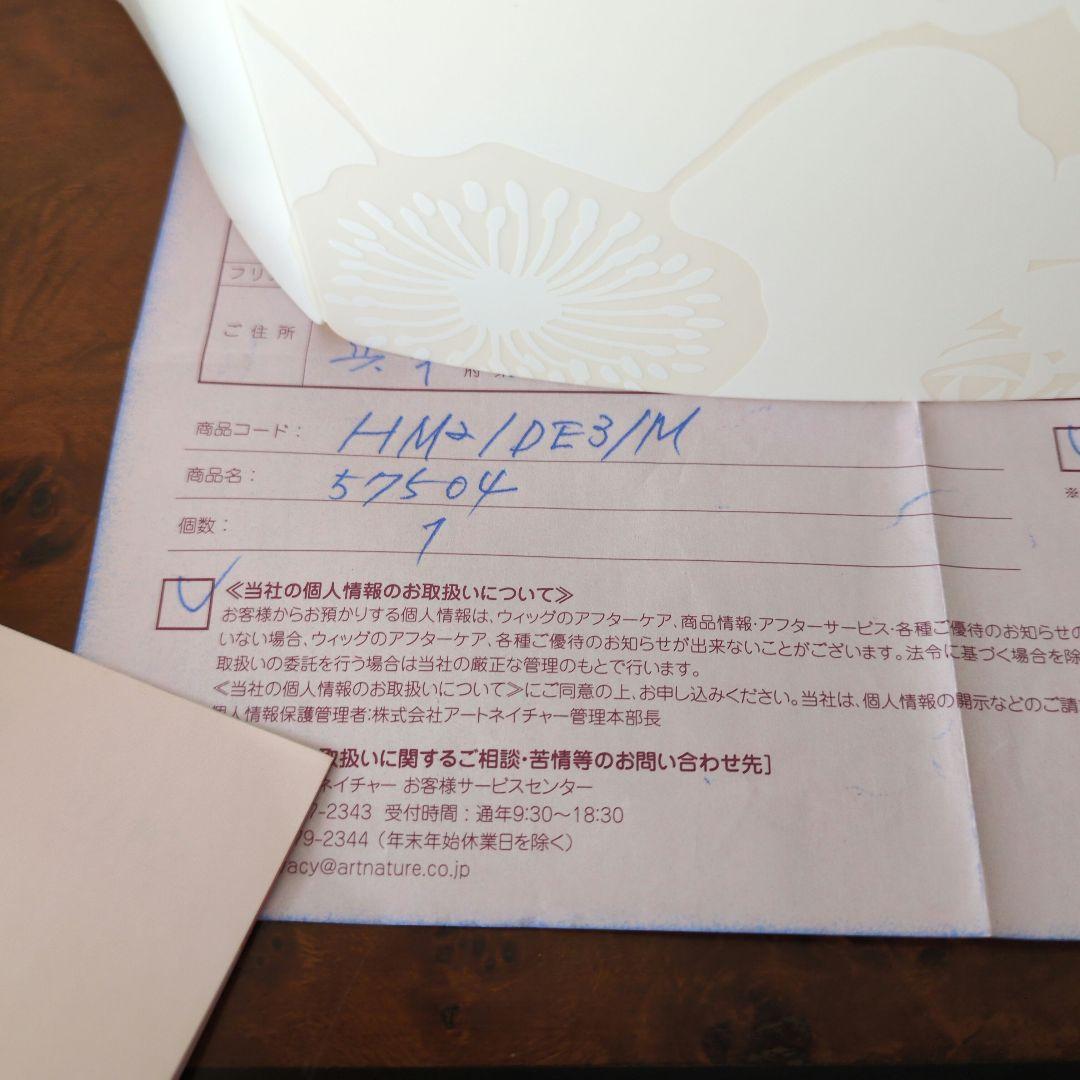 フリ
ご住所
商品コード： HM2/DE3/M
商品名： 57504
個数： 1
≪当社の個人情報のお取扱いについて≫
お客様からお預かりする個人情報は、ウィッグのアフターケア、商品情報・アフターサービス・各種ご優待のお知らせの
いない場合、ウィッグのアフターケア、各種ご優待のお知らせが出来ないことがございます。法令に基づく場合を除
取扱いの委託を行う場合は当社の厳正な管理のもとで行います。
≪当社の個人情報のお取扱いについて≫にご同意の上、お申し込みください。当社は、個人情報の開示などのご請
個人情報保護管理者：株式会社アートネイチャー管理本部長
取扱いに関するご相談・苦情等のお問い合わせ先］
ネイチャー お客様サービスセンター
-2343 受付時間：通年9:30～18:30
79-2344（年末年始休業日を除く）
acy@artnature.co.jp
※